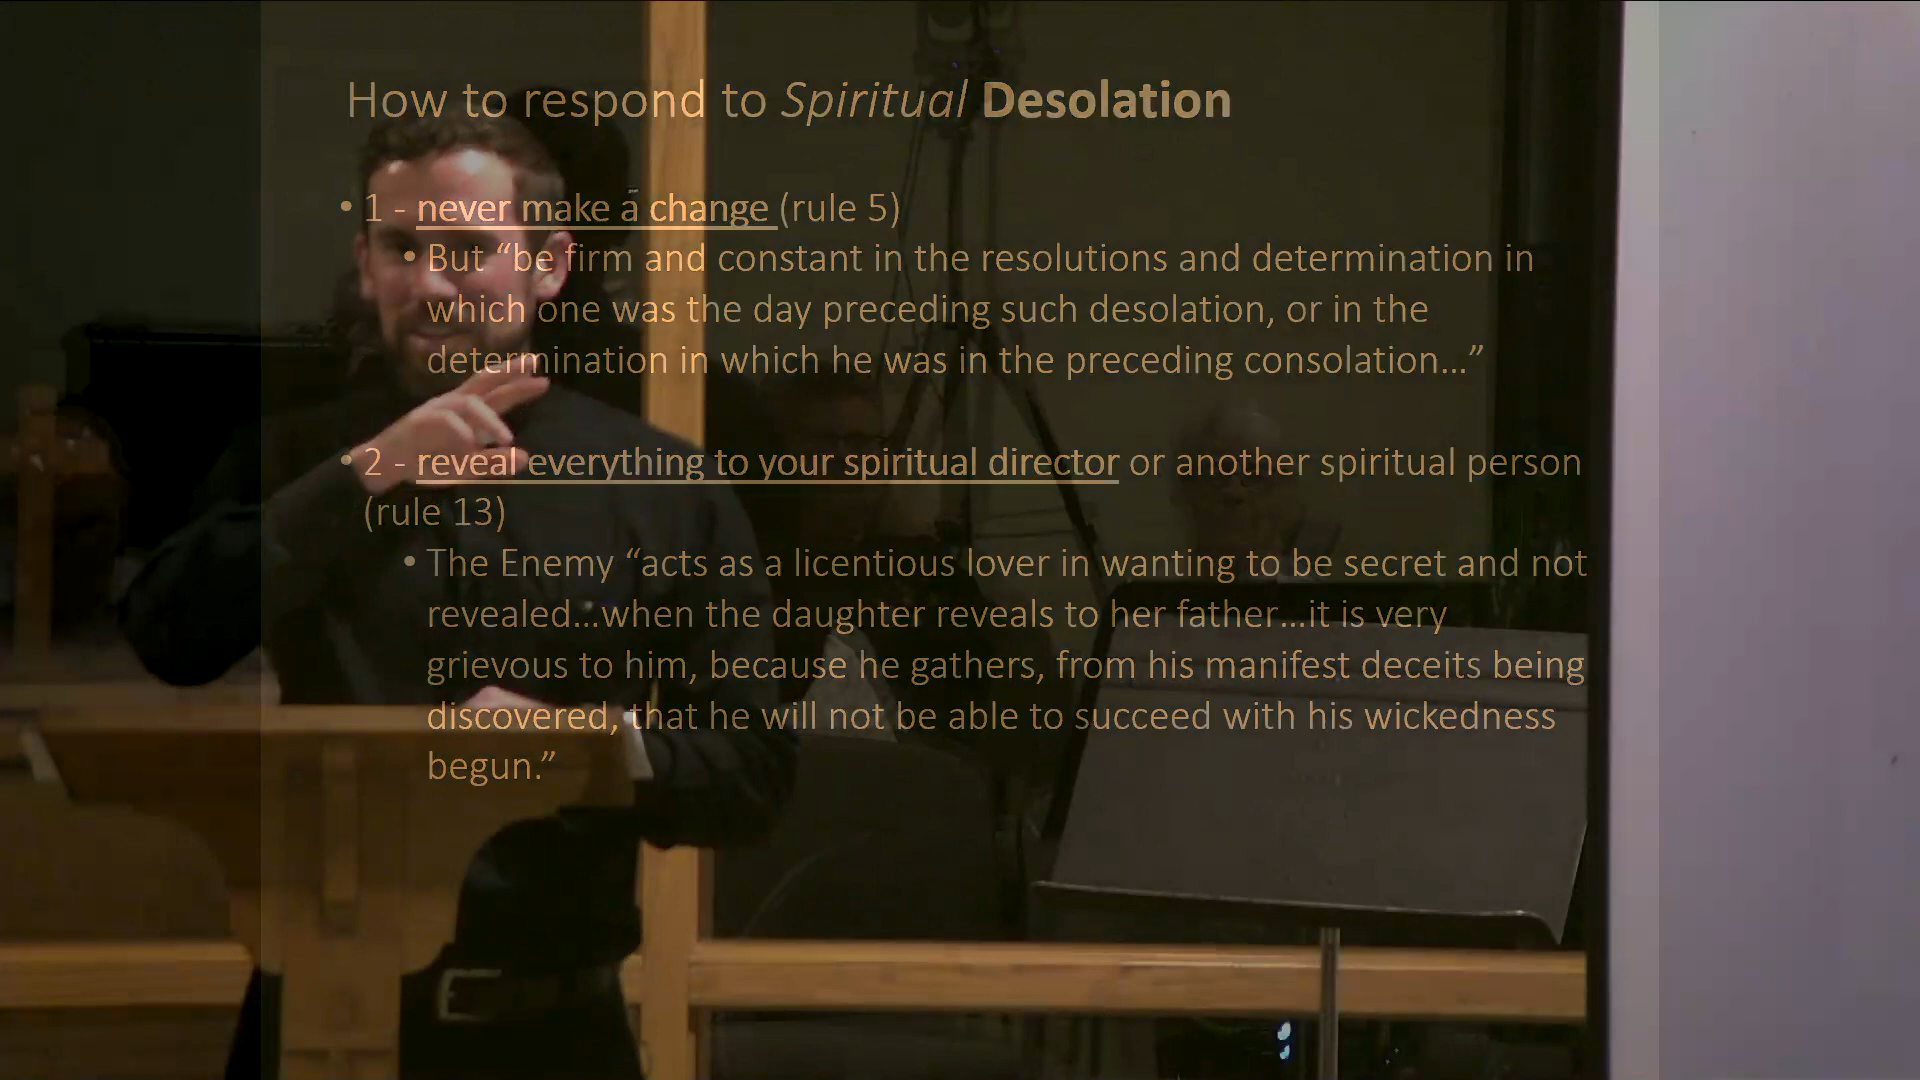 How to respond to Spiritual Desolation
• 1 - never make a change (rule 5)
• But “be firm and constant in the resolutions and determination in
which one was the day preceding such desolation, or in the
determination in which he was in the preceding consolation…”
• 2 - reveal everything to your spiritual director or another spiritual person
(rule 13)
• The Enemy “acts as a licentious lover in wanting to be secret and not
revealed…when the daughter reveals to her father…it is very
grievous to him, because he gathers, from his manifest deceits being
discovered, that he will not be able to succeed with his wickedness
begun.”